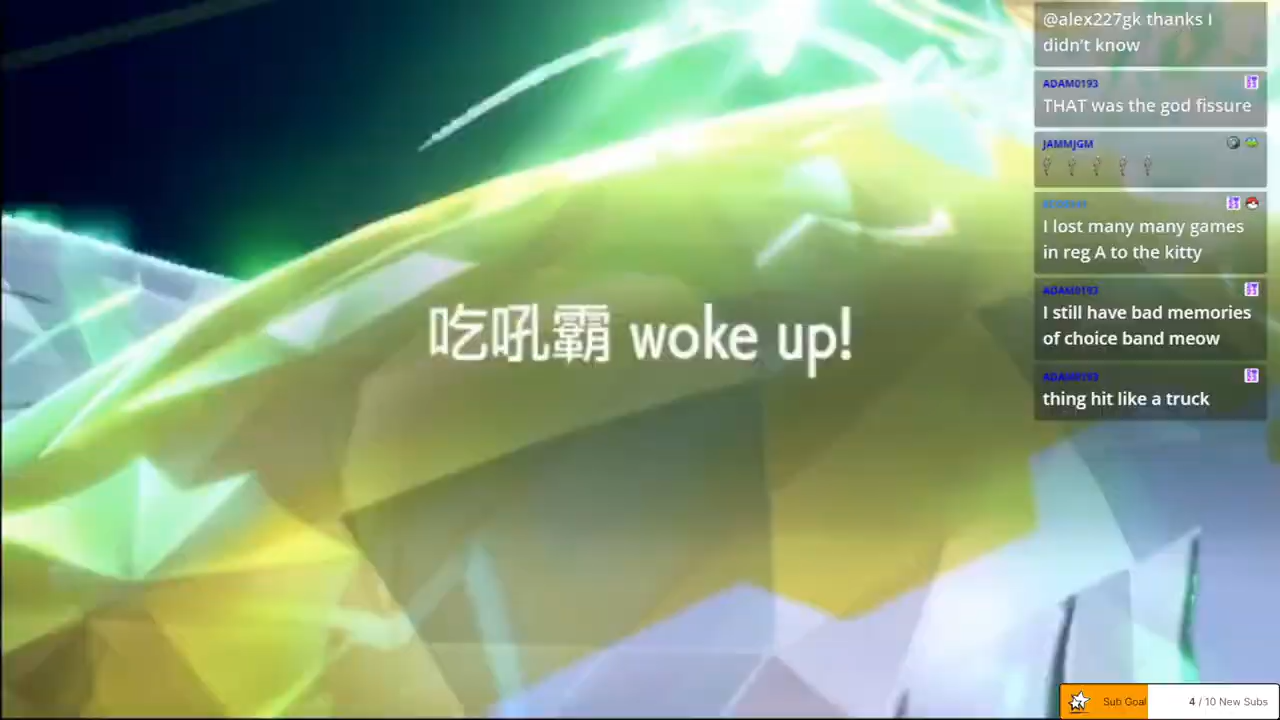 @alex227gk thanks I
didn't know
ADAM0193
THAT was the god fissure
JAMMJGM
吃吼霸 woke up!
I lost many many games
in reg A to the kitty
ADAM0193
I still have bad memories
of choice band meow
ADAM0193
thing hit like a truck
Sub Goal
4 / 10 New Subs